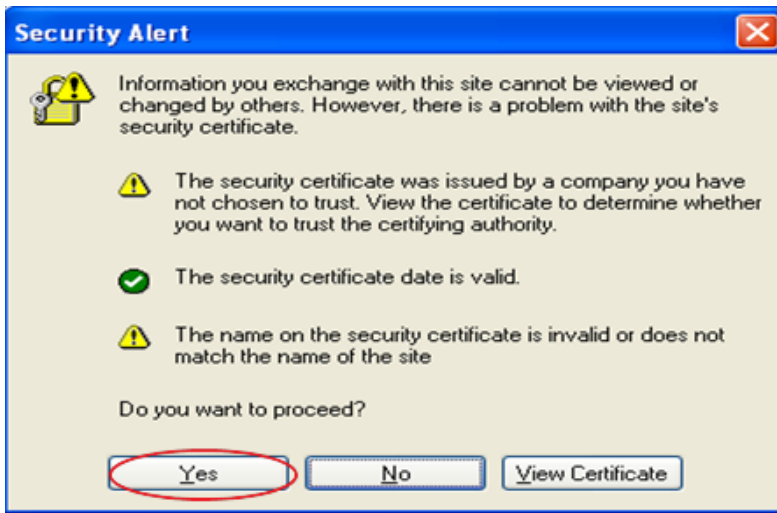 Security Alert
Information you exchange with this site cannot be viewed or
changed by others. However, there is a problem with the site's
security certificate.
The security certificate was issued by a company you have
not chosen to trust. View the certificate to determine whether
you want to trust the certifying authority.
The security certificate date is valid.
The name on the security certificate is invalid or does not
match the name of the site
Do you want to proceed?
Yes No View Certificate